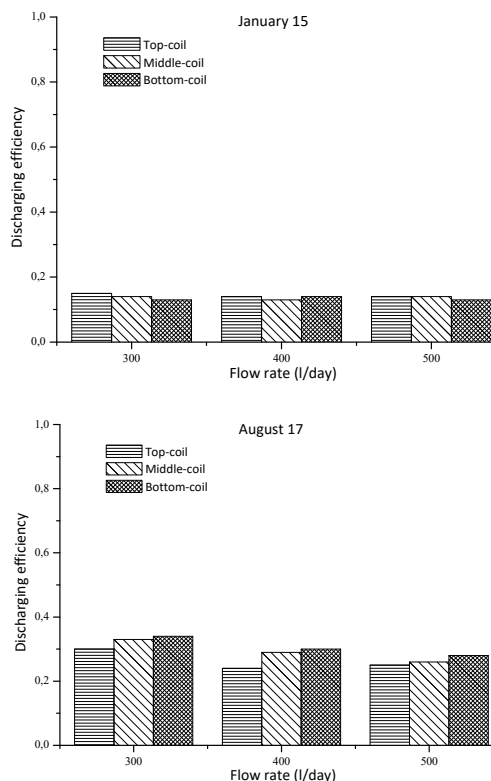 January 15
Top-coil
Middle-coil
Bottom-coil
1,0
0,8
0,6
0,4
0,2
0,0
Discharging efficiency
300 400 500
Flow rate (l/day)
August 17
Top-coil
Middle-coil
Bottom-coil
1,0
0,8
0,6
0,4
0,2
0,0
Discharging efficiency
300 400 500
Flow rate (l/day)